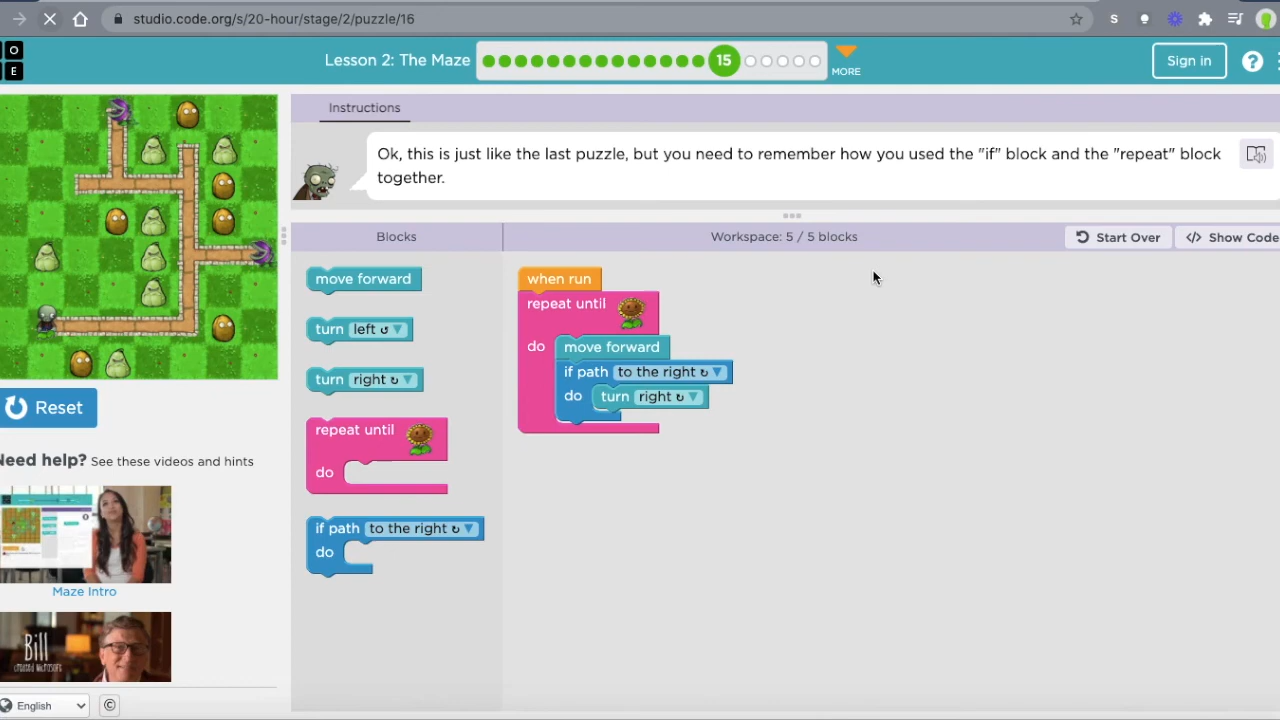 studio.code.org/s/20-hour/stage/2/puzzle/16
S
O
E
Lesson 2: The Maze
15
MORE
Sign in
?
Instructions
Ok, this is just like the last puzzle, but you need to remember how you used the "if" block and the "repeat" block
together.
Blocks
Workspace: 5 / 5 blocks
Start Over
</> Show Code
move forward
turn left ↺ ▼
turn right ↻ ▼
repeat until
do
if path to the right ↻ ▼
do
when run
repeat until
do
move forward
if path to the right ↻ ▼
do
turn right ↻ ▼
Reset
Need help? See these videos and hints
Maze Intro
Bill
CREATED MICROSOFT
English
©